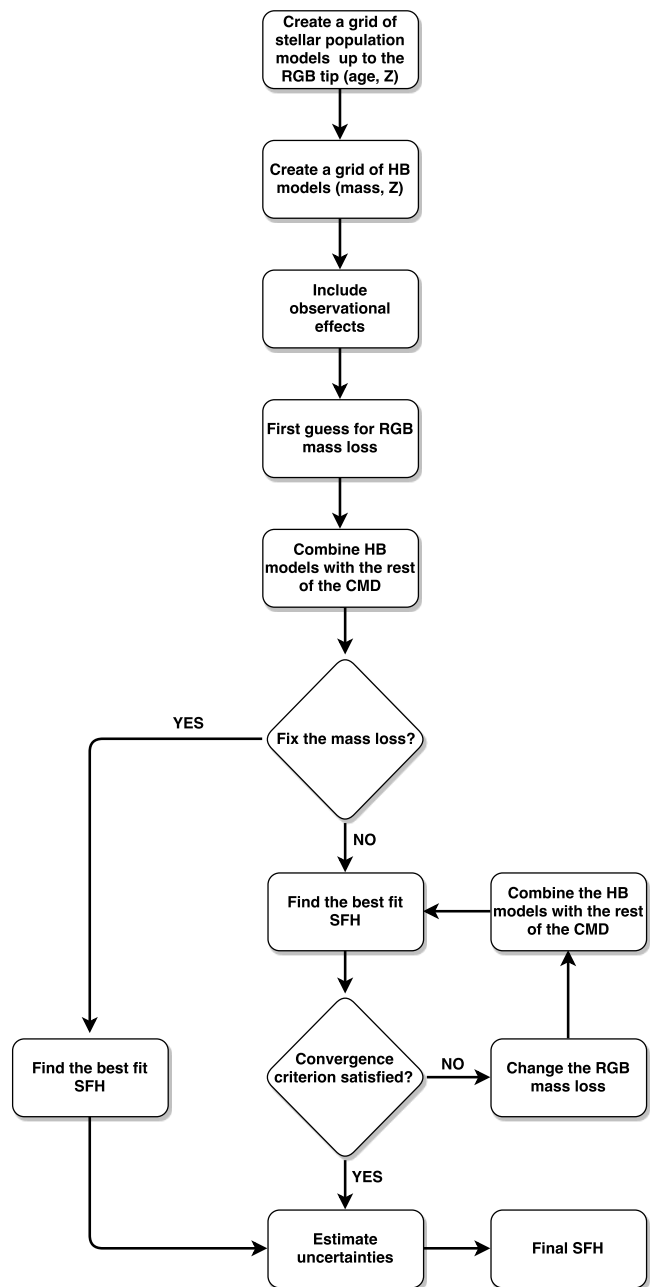 Create a grid of
stellar population
models up to the
RGB tip (age, Z)
Create a grid of HB
models (mass, Z)
Include
observational
effects
First guess for RGB
mass loss
Combine HB
models with the rest
of the CMD
Fix the mass loss?
YES
NO
Find the best fit
SFH
Combine the HB
models with the rest
of the CMD
Find the best fit
SFH
Convergence
criterion satisfied?
NO
Change the RGB
mass loss
YES
Estimate
uncertainties
Final SFH